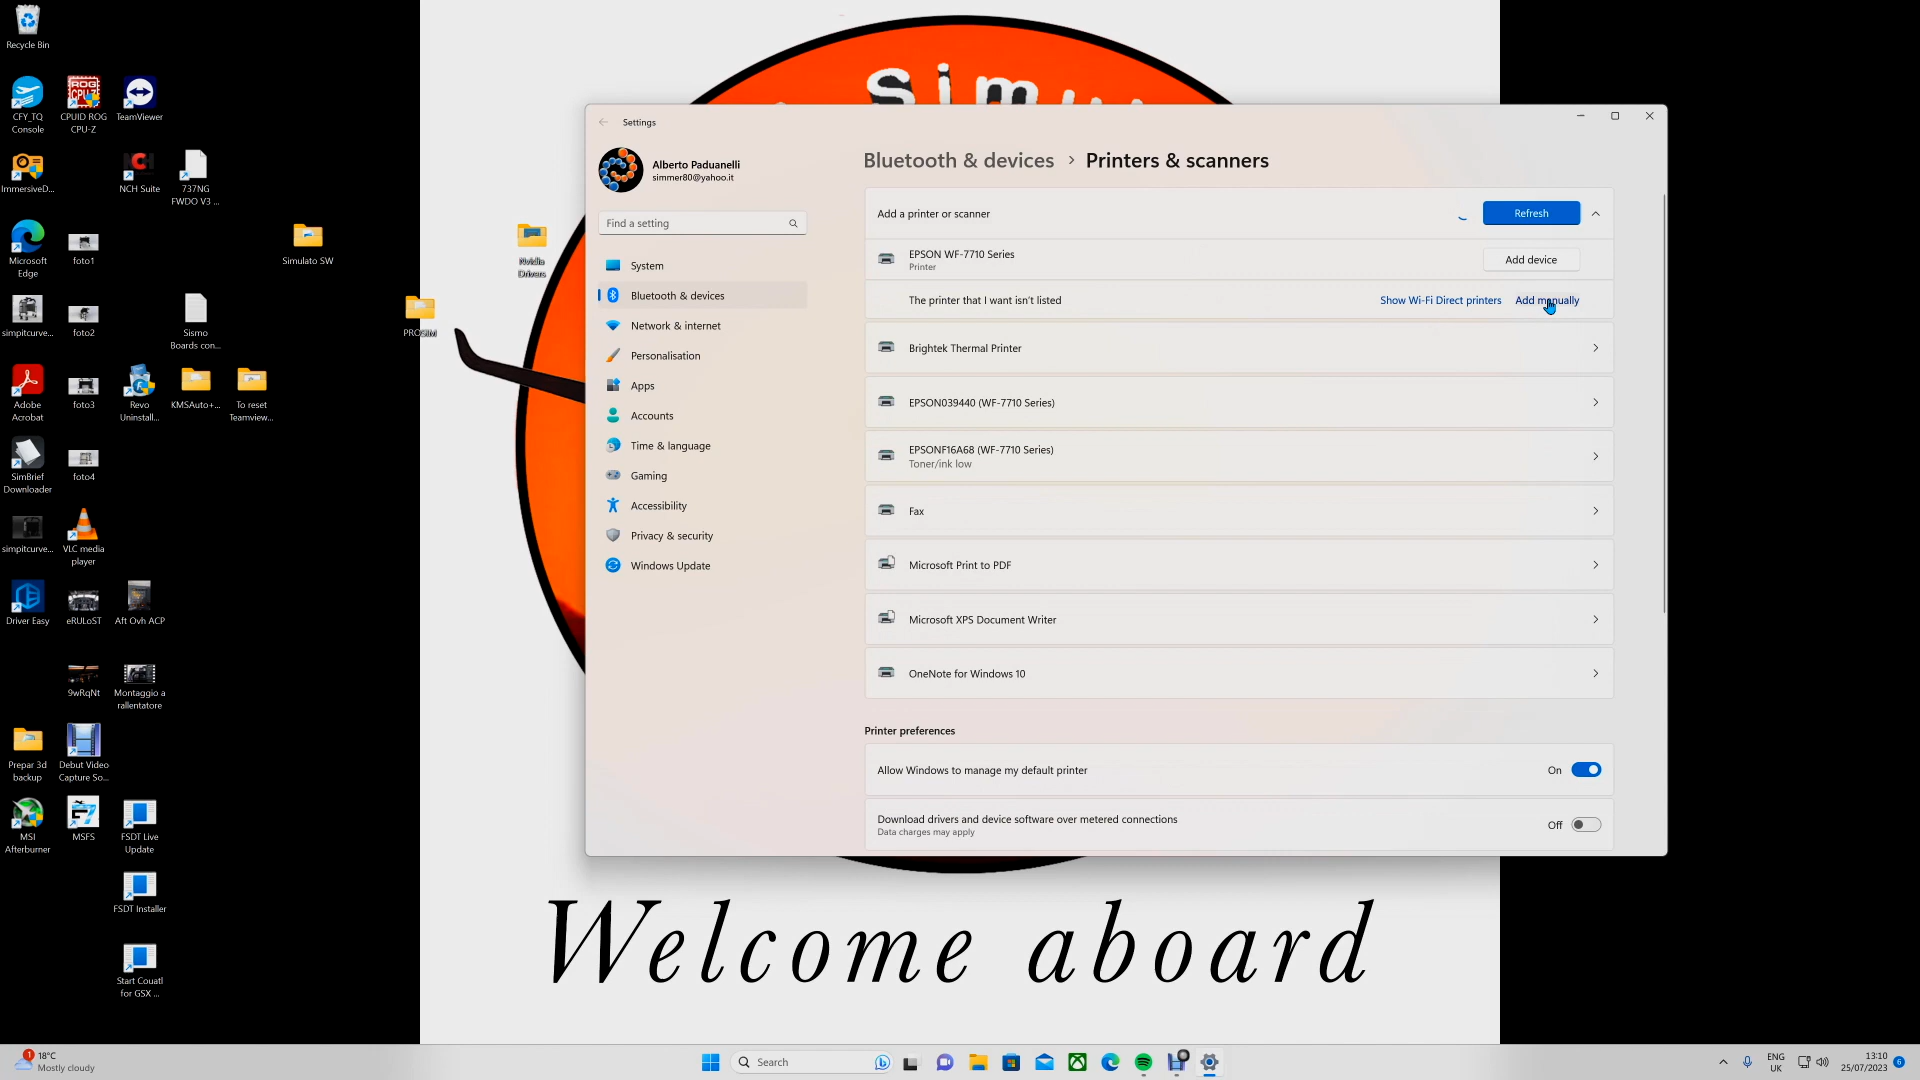 Recycle Bin
CFY_TQ
Console
CPUID ROG
CPU-Z
TeamViewer
ImmersiveD...
NCH Suite
737NG
FWDO V3 ...
Microsoft
Edge
foto1
Simulato SW
Nvidia
Drivers
simpitcurve...
foto2
Sismo
Boards con...
PROSIM
Adobe
Acrobat
foto3
Revo
Uninstall...
KMSAuto+...
To reset
Teamview...
SimBrief
Downloader
foto4
simpitcurve...
VLC media
player
Driver Easy
eRULoST
Aft Ovh ACP
9wRqNt
Montaggio a
rallentatore
Prepar 3d
backup
Debut Video
Capture So...
MSI
Afterburner
MSFS
FSDT Live
Update
FSDT Installer
Start Couatl
for GSX ...
Settings
Alberto Paduanelli
simmer80@yahoo.it
Find a setting
System
Bluetooth & devices
Network & internet
Personalisation
Apps
Accounts
Time & language
Gaming
Accessibility
Privacy & security
Windows Update
Bluetooth & devices > Printers & scanners
Add a printer or scanner
Refresh
EPSON WF-7710 Series
Printer
Add device
The printer that I want isn't listed
Show Wi-Fi Direct printers
Add manually
Brightek Thermal Printer
EPSON039440 (WF-7710 Series)
EPSONF16A68 (WF-7710 Series)
Toner/ink low
Fax
Microsoft Print to PDF
Microsoft XPS Document Writer
OneNote for Windows 10
Printer preferences
Allow Windows to manage my default printer
On
Download drivers and device software over metered connections
Data charges may apply
Off
Welcome aboard
1
18°C
Mostly cloudy
Search
ENG
UK
13:10
25/07/2023
6